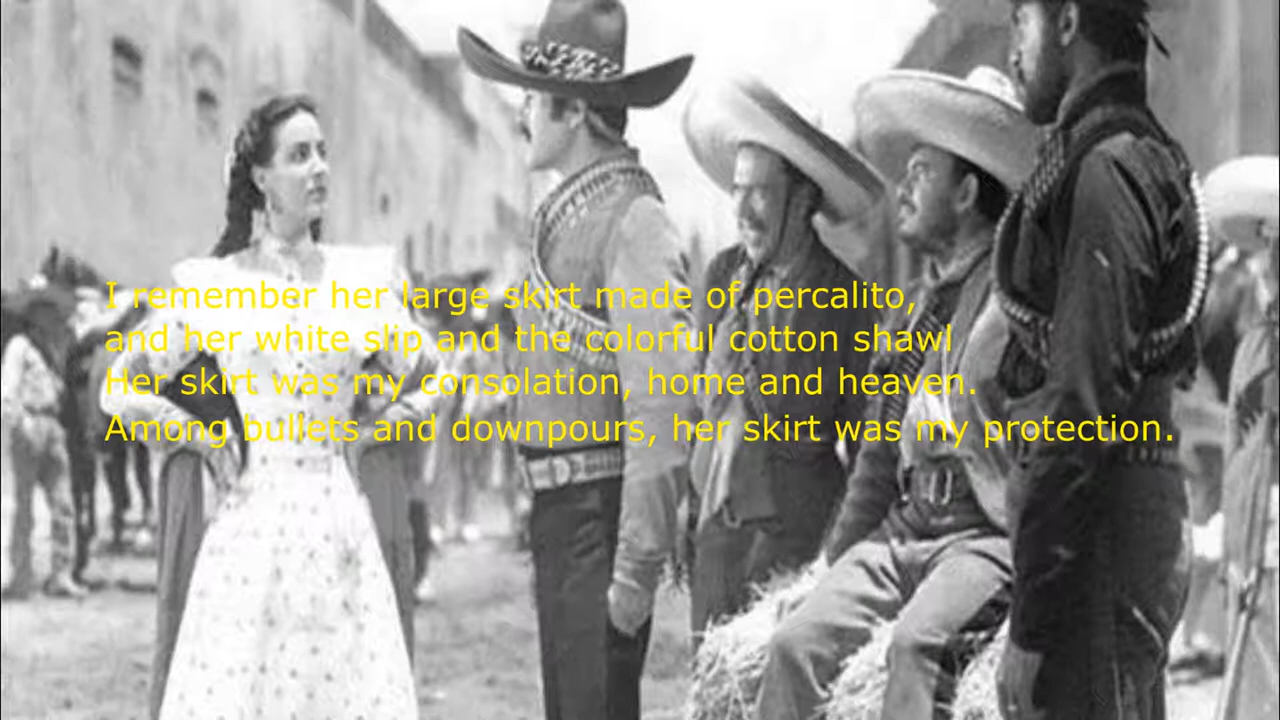 I remember her large skirt made of percalito,
and her white slip and the colorful cotton shawl
Her skirt was my consolation, home and heaven.
Among bullets and downpours, her skirt was my protection.